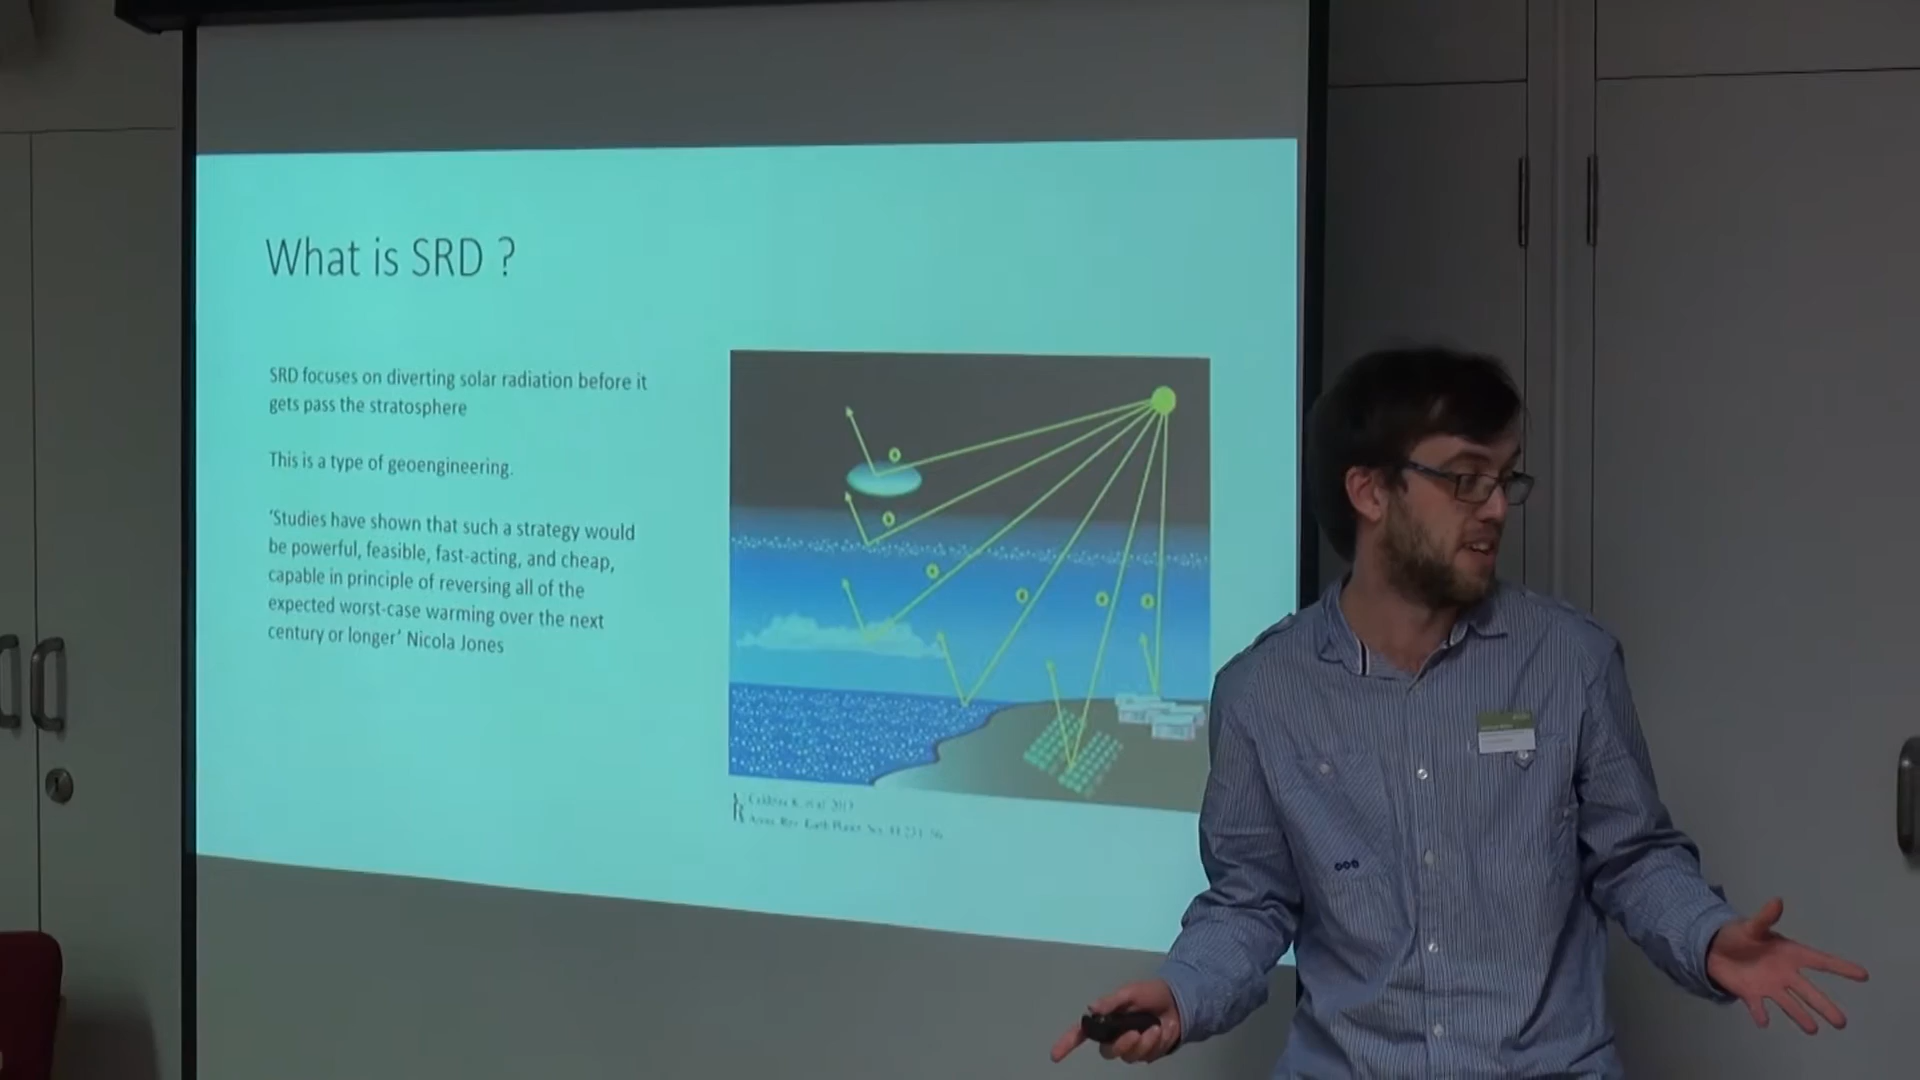 What is SRD ?
SRD focuses on diverting solar radiation before it
gets pass the stratosphere
This is a type of geoengineering.
‘Studies have shown that such a strategy would
be powerful, feasible, fast-acting, and cheap,
capable in principle of reversing all of the
expected worst-case warming over the next
century or longer’ Nicola Jones